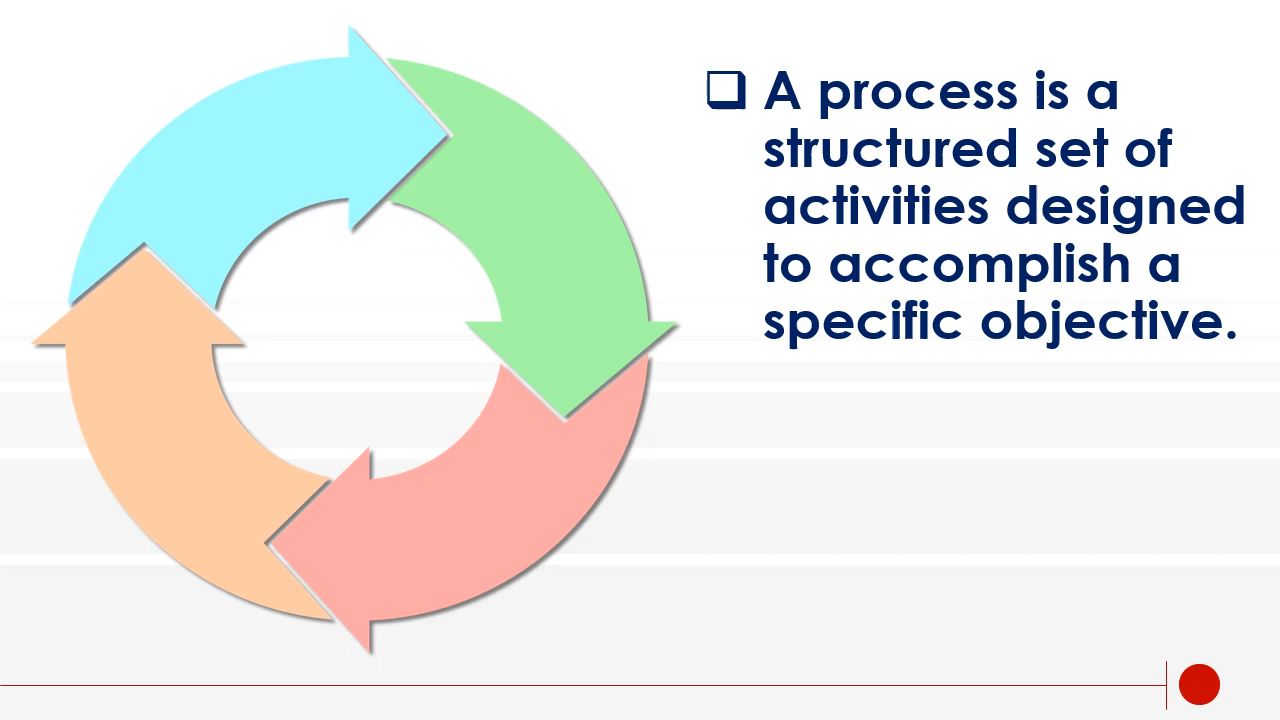 ❑ A process is a
structured set of
activities designed
to accomplish a
specific objective.